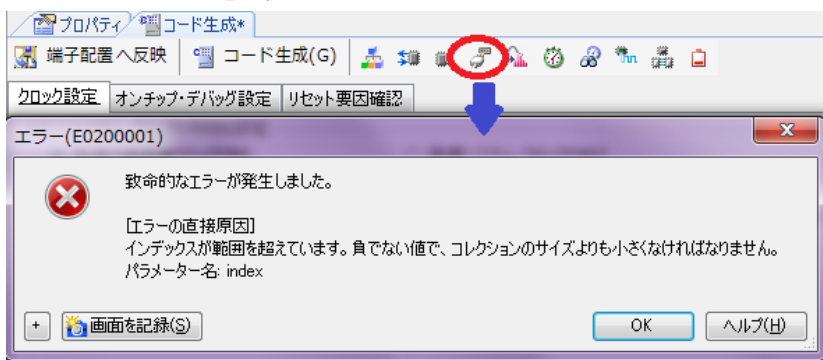 プロパティ コード生成*
端子配置へ反映 コード生成(G)
クロック設定 オンチップ・デバッグ設定 リセット要因確認
エラー(E0200001)
致命的なエラーが発生しました。
[エラーの直接原因]
インデックスが範囲を超えています。負でない値で、コレクションのサイズよりも小さくなければなりません。
パラメーター名: index
+ 画面を記録(S) OK ヘルプ(H)